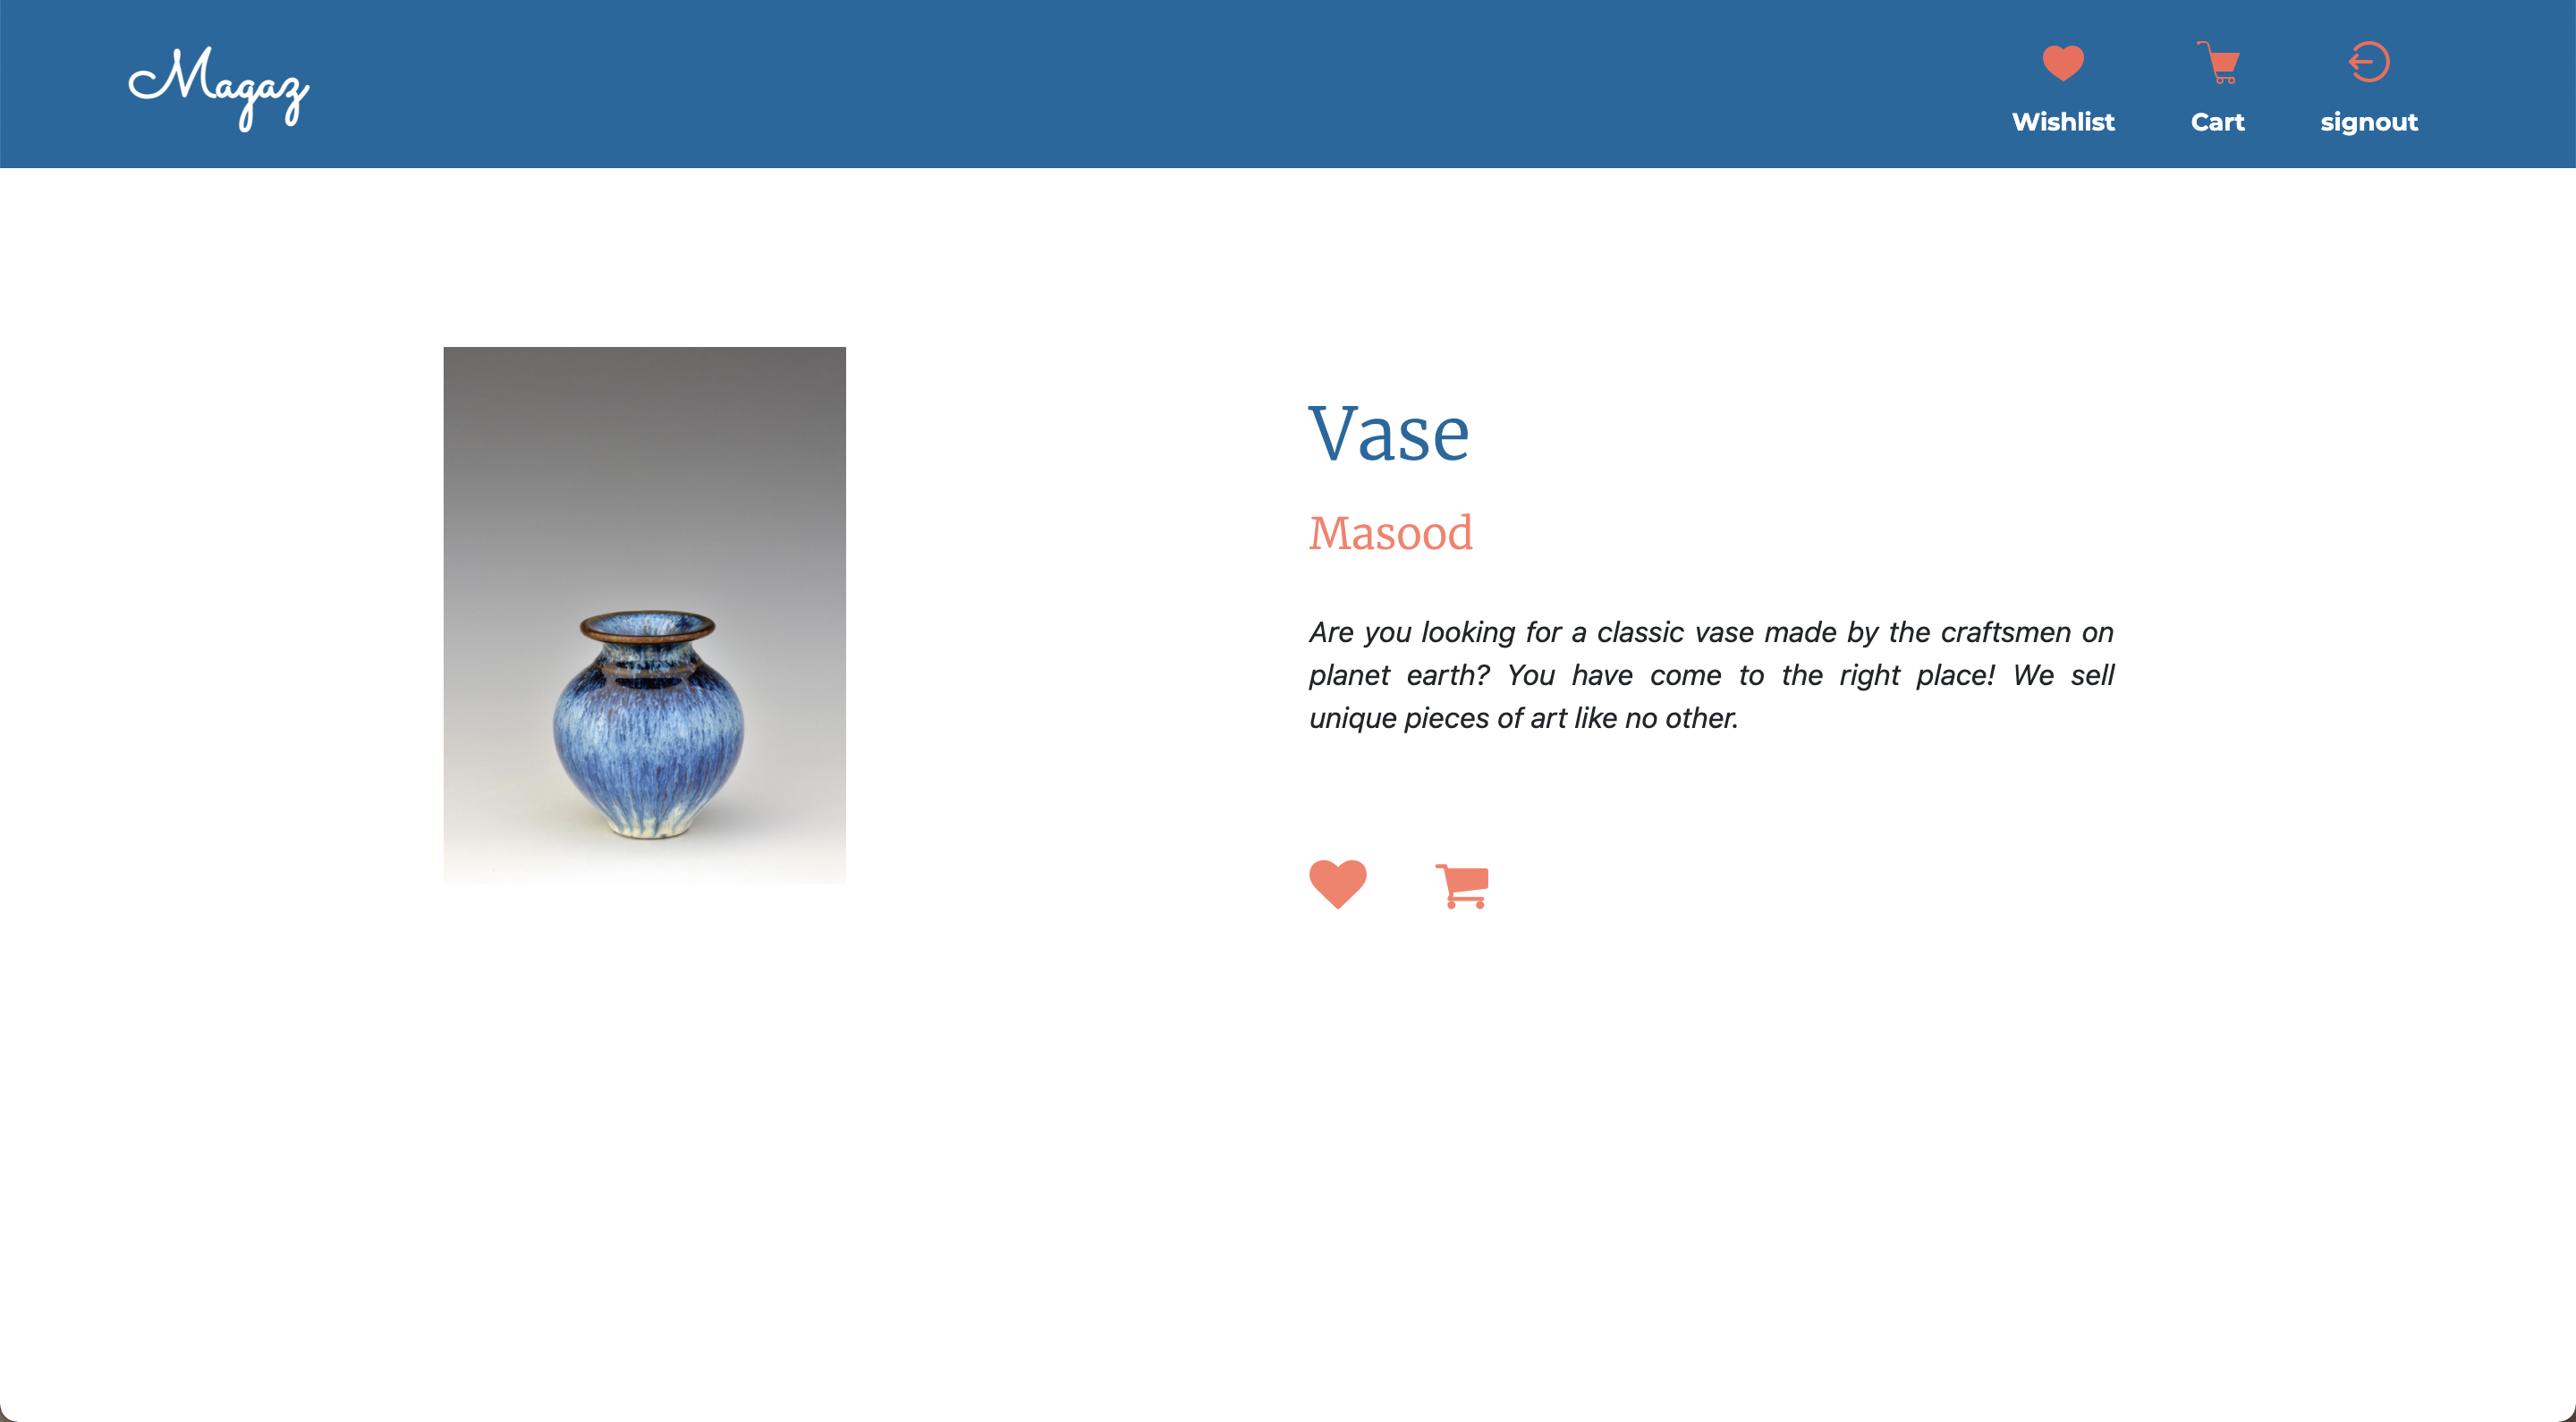 Magaz
Wishlist
Cart
signout
Vase
Masood
Are you looking for a classic vase made by the craftsmen on
planet earth? You have come to the right place! We sell
unique pieces of art like no other.